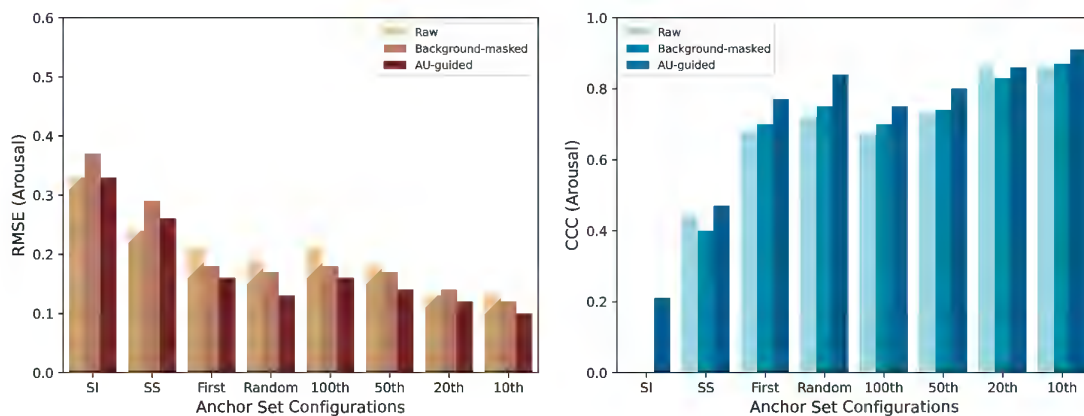 0.6
0.5
0.4
0.3
0.2
0.1
0.0
RMSE (Arousal)
Raw
Background-masked
AU-guided
SI SS First Random 100th 50th 20th 10th
Anchor Set Configurations
1.0
0.8
0.6
0.4
0.2
0.0
CCC (Arousal)
Raw
Background-masked
AU-guided
SI SS First Random 100th 50th 20th 10th
Anchor Set Configurations